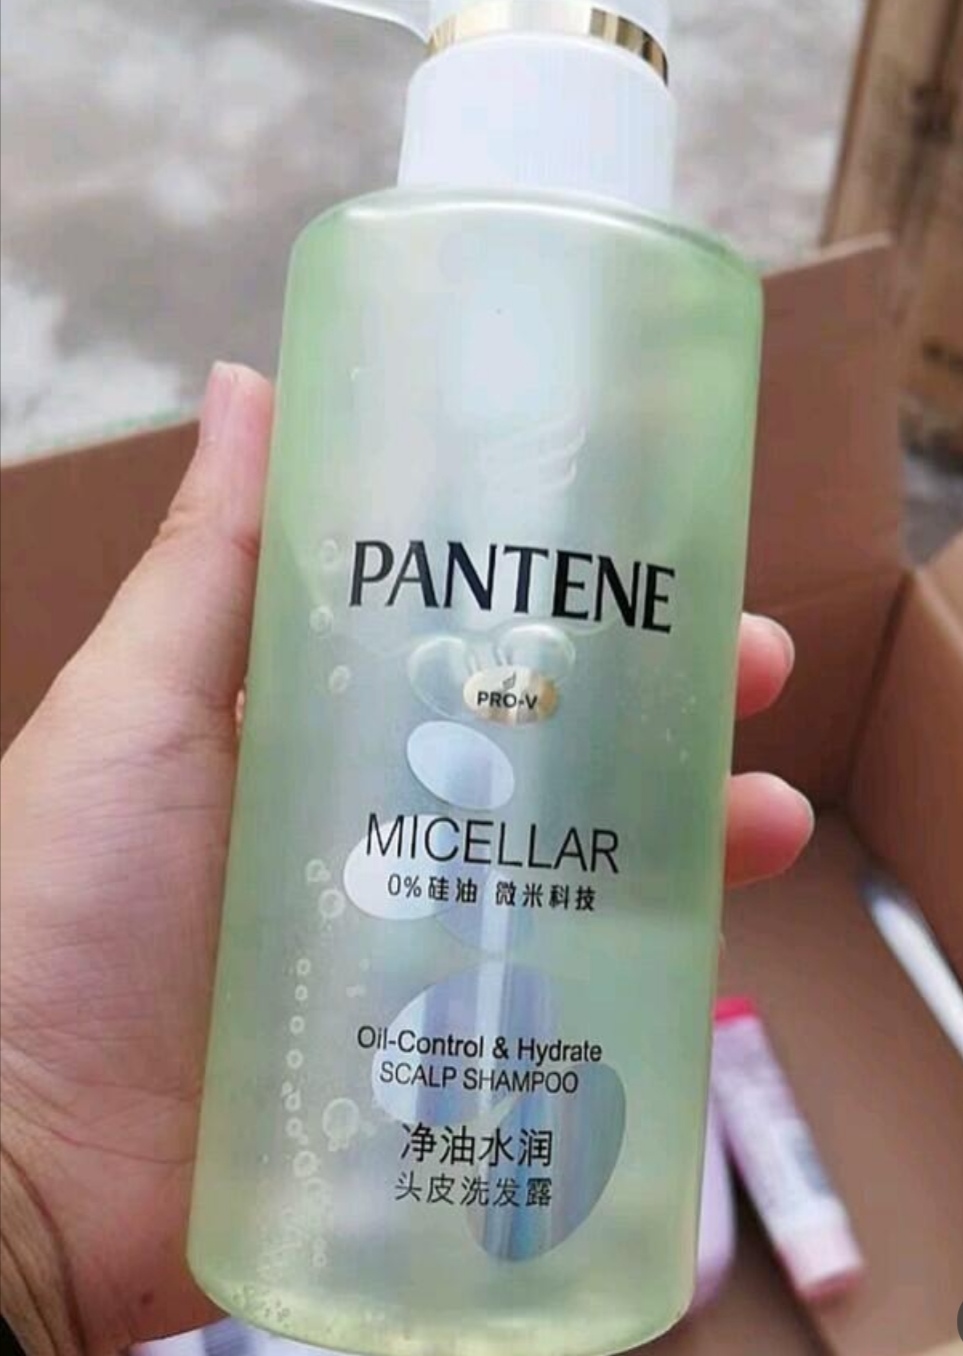 PANTENE
PRO-V
MICELLAR
0%硅油 微米科技
Oil-Control & Hydrate
SCALP SHAMPOO
净油水润
头皮洗发露